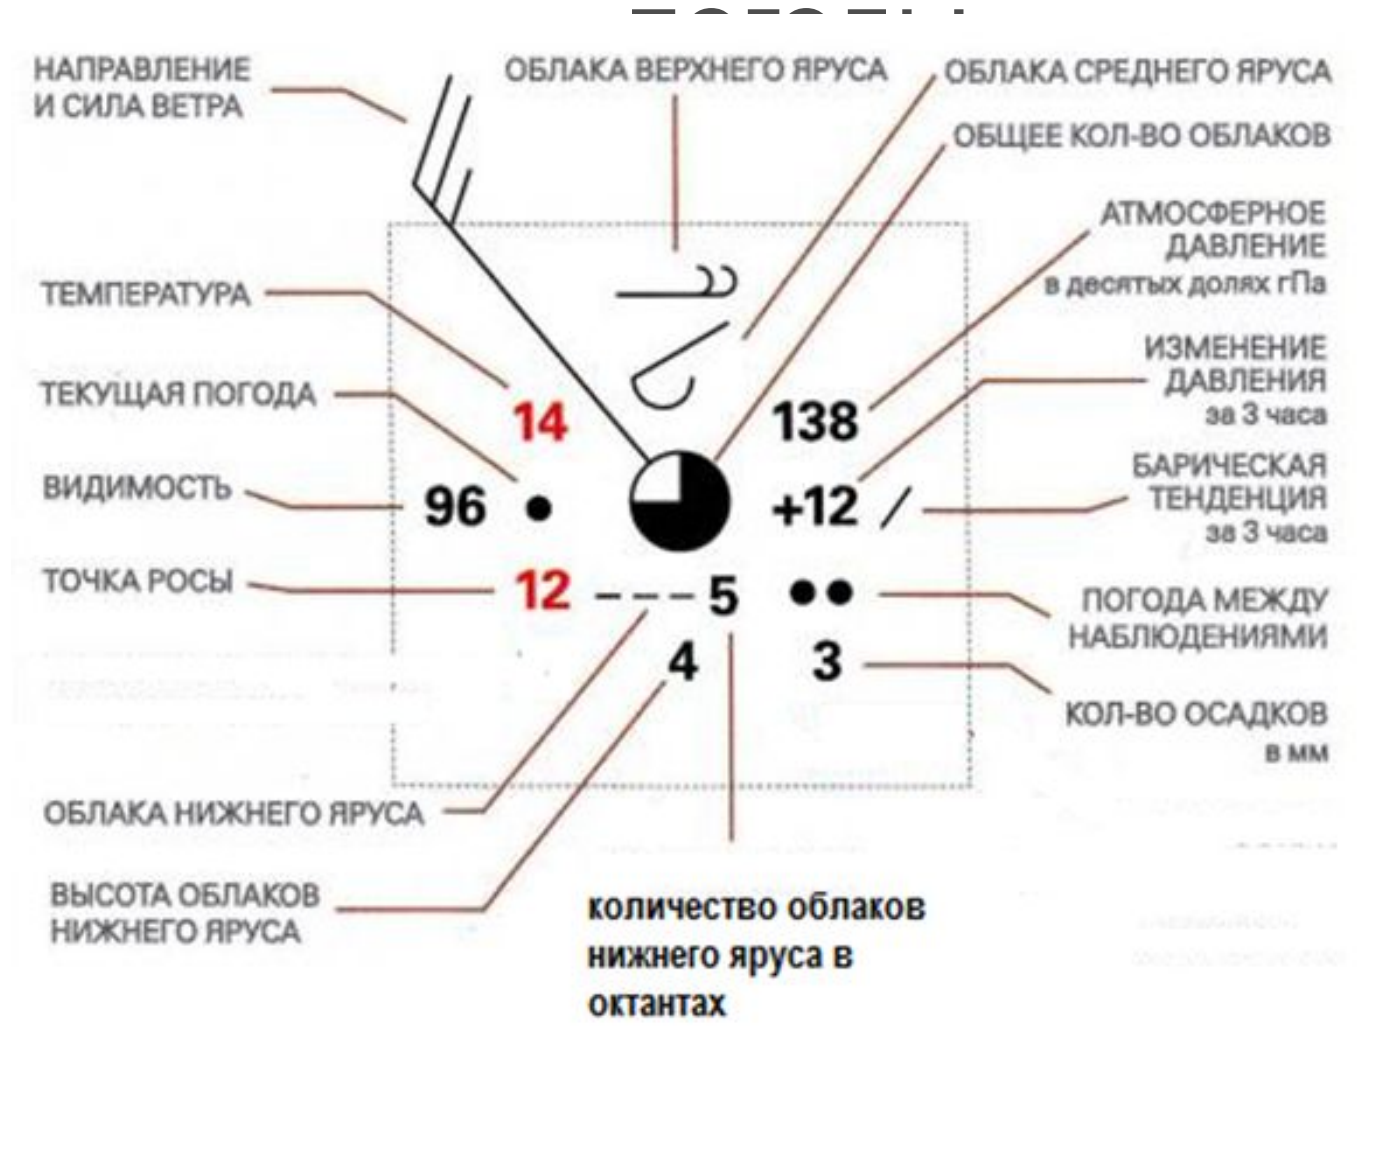 НАПРАВЛЕНИЕ
И СИЛА ВЕТРА
ОБЛАКА ВЕРХНЕГО ЯРУСА
ОБЛАКА СРЕДНЕГО ЯРУСА
ОБЩЕЕ КОЛ-ВО ОБЛАКОВ
АТМОСФЕРНОЕ
ДАВЛЕНИЕ
в десятых долях гПа
ТЕМПЕРАТУРА
ИЗМЕНЕНИЕ
ДАВЛЕНИЯ
за 3 часа
ТЕКУЩАЯ ПОГОДА
14
138
БАРИЧЕСКАЯ
ТЕНДЕНЦИЯ
за 3 часа
ВИДИМОСТЬ
96
+12
ТОЧКА РОСЫ
12
5
ПОГОДА МЕЖДУ
НАБЛЮДЕНИЯМИ
4
3
КОЛ-ВО ОСАДКОВ
в мм
ОБЛАКА НИЖНЕГО ЯРУСА
ВЫСОТА ОБЛАКОВ
НИЖНЕГО ЯРУСА
количество облаков
нижнего яруса в
октантах